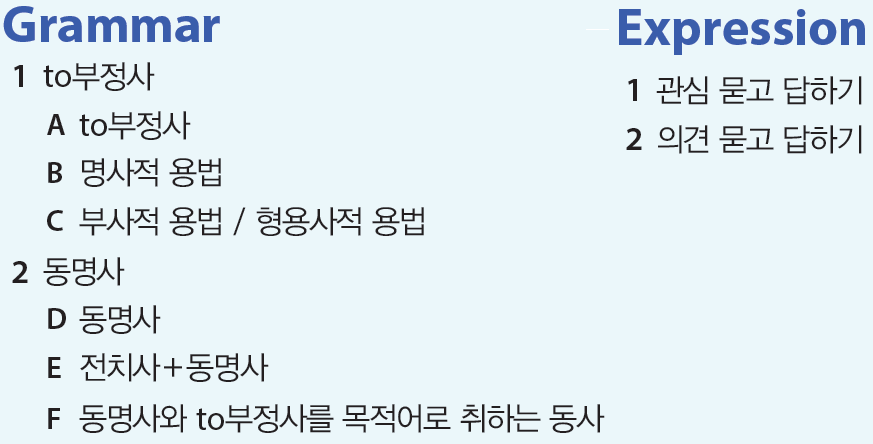 Grammar
1 to부정사
A to부정사
B 명사적 용법
C 부사적 용법 / 형용사적 용법
2 동명사
D 동명사
E 전치사+동명사
F 동명사와 to부정사를 목적어로 취하는 동사
Expression
1 관심 묻고 답하기
2 의견 묻고 답하기